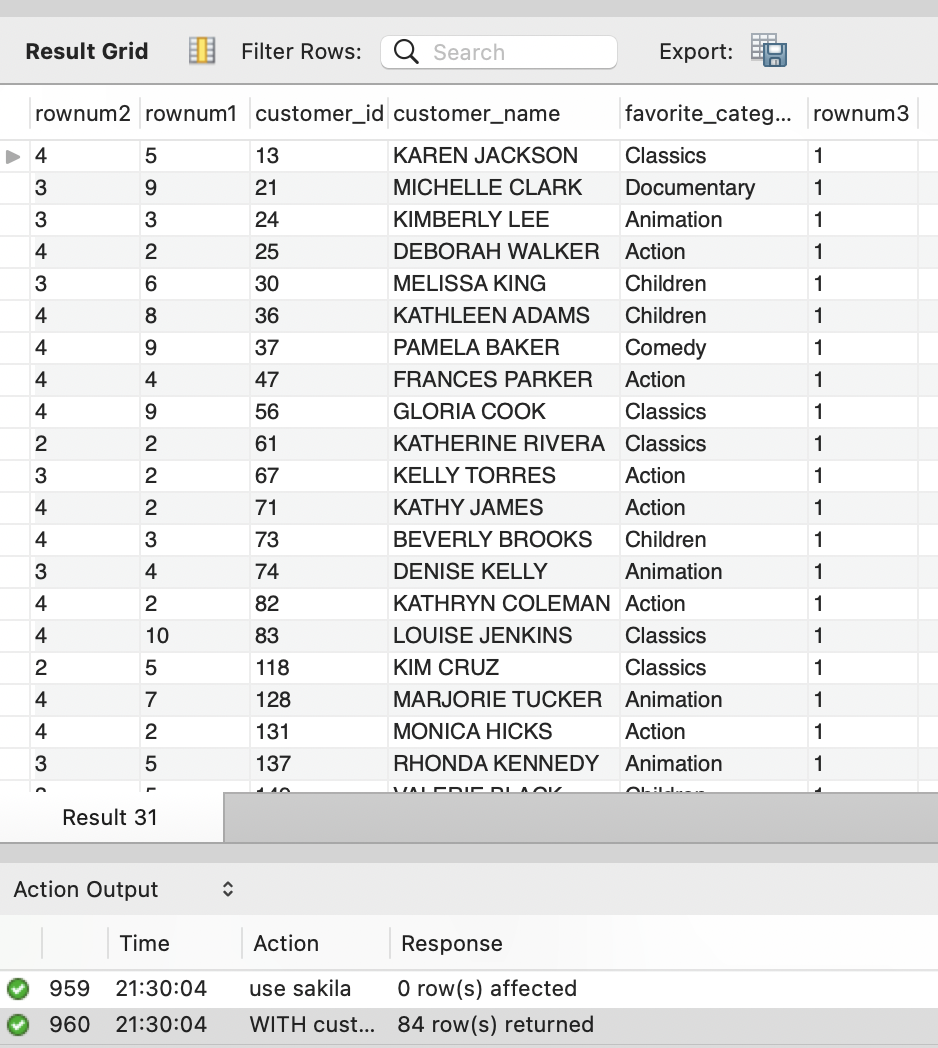 Result Grid Filter Rows: Search Export:
rownum2 rownum1 customer_id customer_name favorite_categ... rownum3
4 5 13 KAREN JACKSON Classics 1
3 9 21 MICHELLE CLARK Documentary 1
3 3 24 KIMBERLY LEE Animation 1
4 2 25 DEBORAH WALKER Action 1
3 6 30 MELISSA KING Children 1
4 8 36 KATHLEEN ADAMS Children 1
4 9 37 PAMELA BAKER Comedy 1
4 4 47 FRANCES PARKER Action 1
4 9 56 GLORIA COOK Classics 1
2 2 61 KATHERINE RIVERA Classics 1
3 2 67 KELLY TORRES Action 1
4 2 71 KATHY JAMES Action 1
4 3 73 BEVERLY BROOKS Children 1
3 4 74 DENISE KELLY Animation 1
4 2 82 KATHRYN COLEMAN Action 1
4 10 83 LOUISE JENKINS Classics 1
2 5 118 KIM CRUZ Classics 1
4 7 128 MARJORIE TUCKER Animation 1
4 2 131 MONICA HICKS Action 1
3 5 137 RHONDA KENNEDY Animation 1
Result 31
Action Output
Time Action Response
959 21:30:04 use sakila 0 row(s) affected
960 21:30:04 WITH cust... 84 row(s) returned